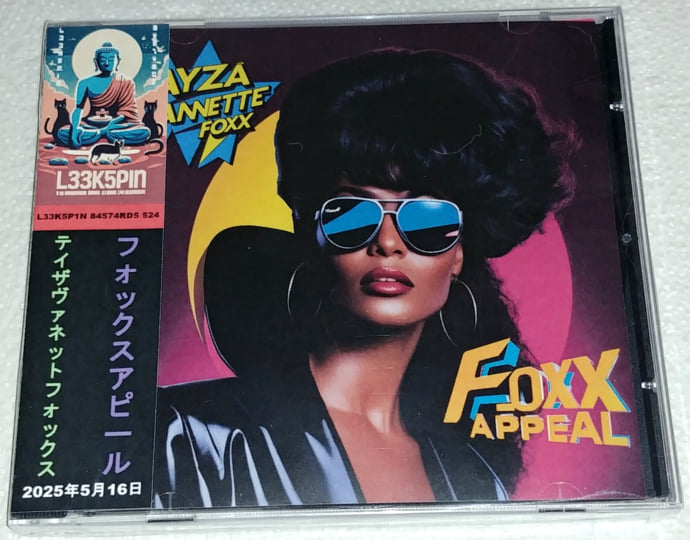 L33K5P1N
L33K5P1N 84574RD5 524
フォックスアピール
テイザヴァネットフォックス
2025年5月16日
AYZA
ANNETTE
FOXX
FOXX
APPEAL